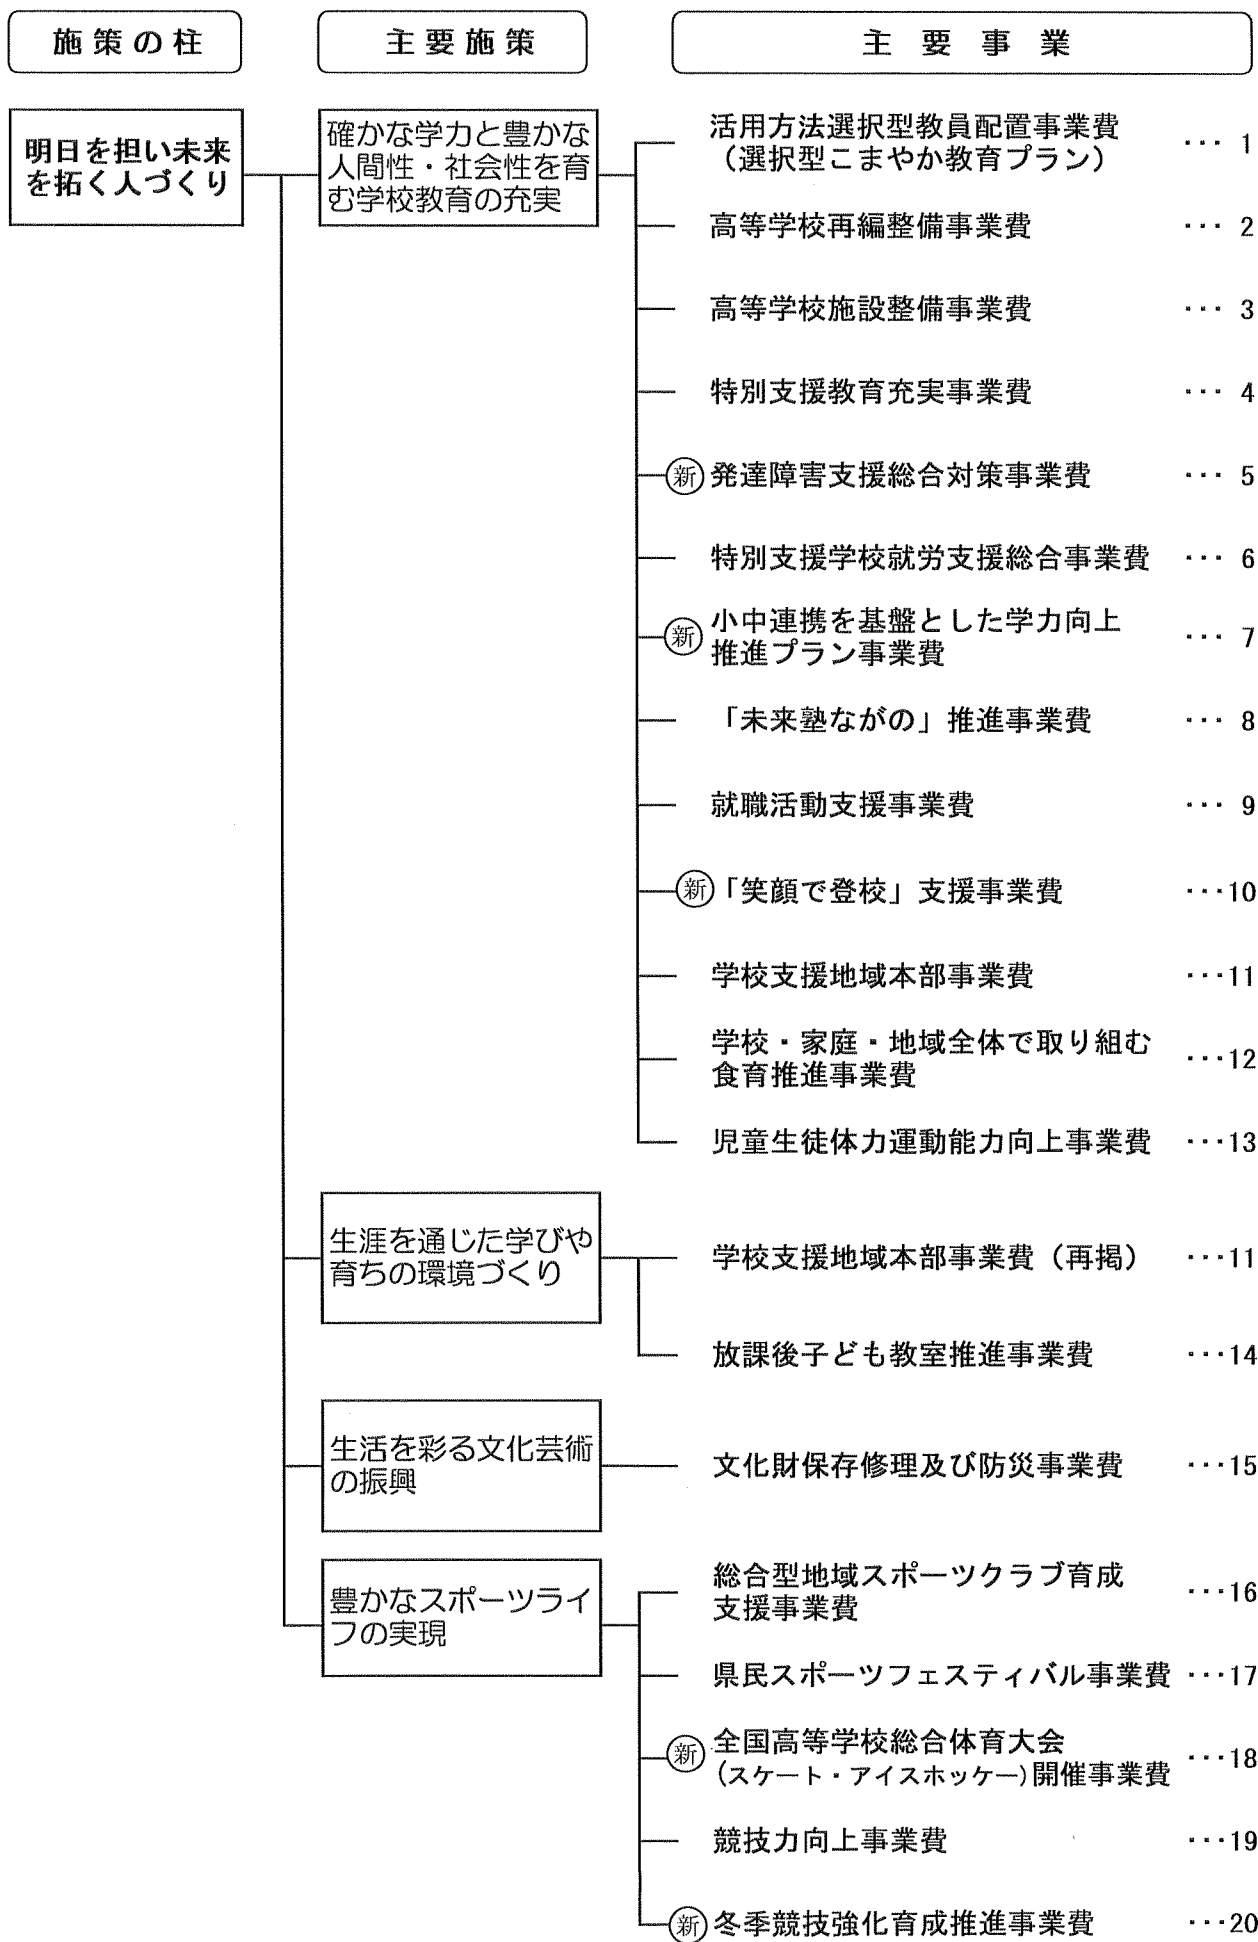 施策の柱
主要施策
主要事業
明日を担い未来
を拓く人づくり
確かな学力と豊かな
人間性・社会性を育
む学校教育の充実
活用方法選択型教員配置事業費
（選択型こまやか教育プラン） ･･･ 1
高等学校再編整備事業費 ･･･ 2
高等学校施設整備事業費 ･･･ 3
特別支援教育充実事業費 ･･･ 4
㊟新 発達障害支援総合対策事業費 ･･･ 5
特別支援学校就労支援総合事業費 ･･･ 6
新 小中連携を基盤とした学力向上
推進プラン事業費 ･･･ 7
「未来塾ながの」推進事業費 ･･･ 8
就職活動支援事業費 ･･･ 9
新 「笑顔で登校」支援事業費 ･･･10
学校支援地域本部事業費 ･･･11
学校・家庭・地域全体で取り組む
食育推進事業費 ･･･12
児童生徒体力運動能力向上事業費 ･･･13
生涯を通じた学びや
育ちの環境づくり
学校支援地域本部事業費（再掲） ･･･11
放課後子ども教室推進事業費 ･･･14
生活を彩る文化芸術
の振興
文化財保存修理及び防災事業費 ･･･15
豊かなスポーツライ
フの実現
総合型地域スポーツクラブ育成
支援事業費 ･･･16
県民スポーツフェスティバル事業費 ･･･17
新 全国高等学校総合体育大会
(スケート・アイスホッケー)開催事業費 ･･･18
競技力向上事業費 ･･･19
新 冬季競技強化育成推進事業費 ･･･20